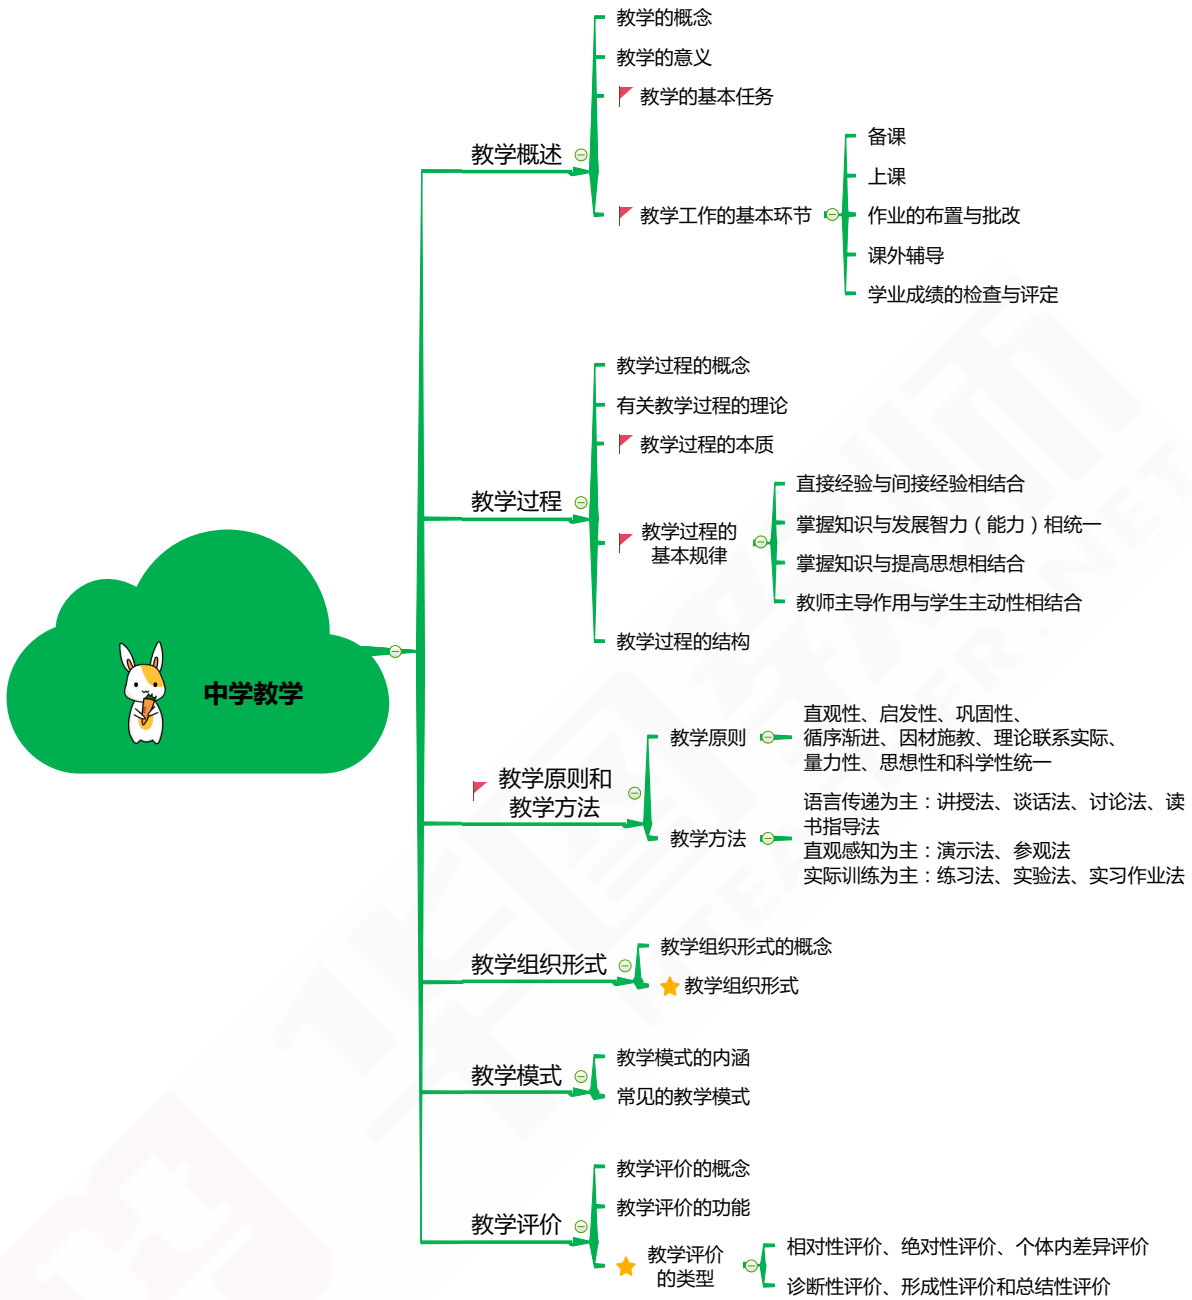 教学的概念
教学的意义
教学的基本任务
教学概述
备课
上课
教学工作的基本环节
作业的布置与批改
课外辅导
学业成绩的检查与评定
教学过程的概念
有关教学过程的理论
教学过程的本质
教学过程
教学过程的
基本规律
直接经验与间接经验相结合
掌握知识与发展智力（能力）相统一
掌握知识与提高思想相结合
教师主导作用与学生主动性相结合
教学过程的结构
中学教学
教学原则和
教学方法
教学原则
直观性、启发性、巩固性、
循序渐进、因材施教、理论联系实际、
量力性、思想性和科学性统一
教学方法
语言传递为主：讲授法、谈话法、讨论法、读
书指导法
直观感知为主：演示法、参观法
实际训练为主：练习法、实验法、实习作业法
教学组织形式
教学组织形式的概念
教学组织形式
教学模式
教学模式的内涵
常见的教学模式
教学评价
教学评价的概念
教学评价的功能
教学评价
的类型
相对性评价、绝对性评价、个体内差异评价
诊断性评价、形成性评价和总结性评价